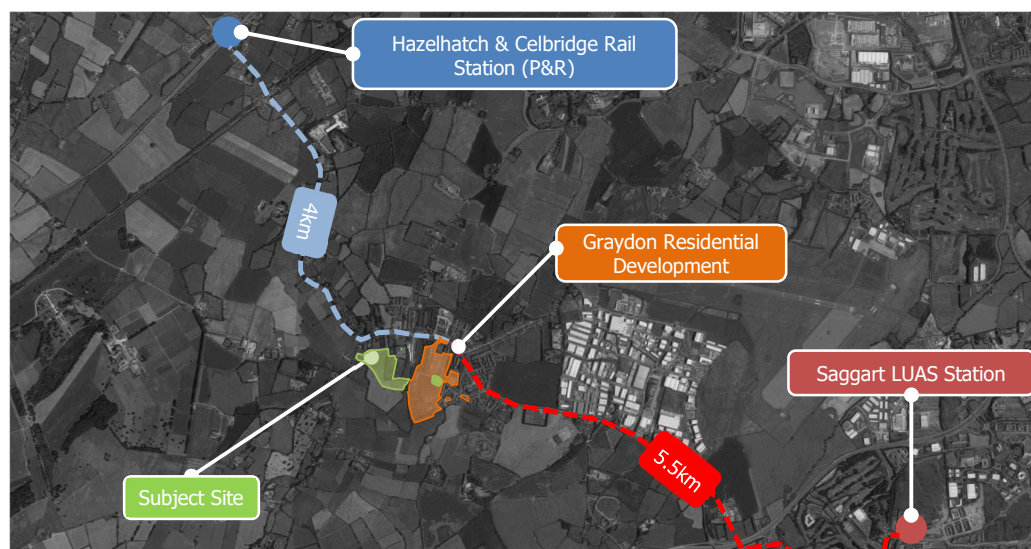 Hazelhatch & Celbridge Rail
Station (P&R)
4km
Graydon Residential
Development
Saggart LUAS Station
5.5km
Subject Site